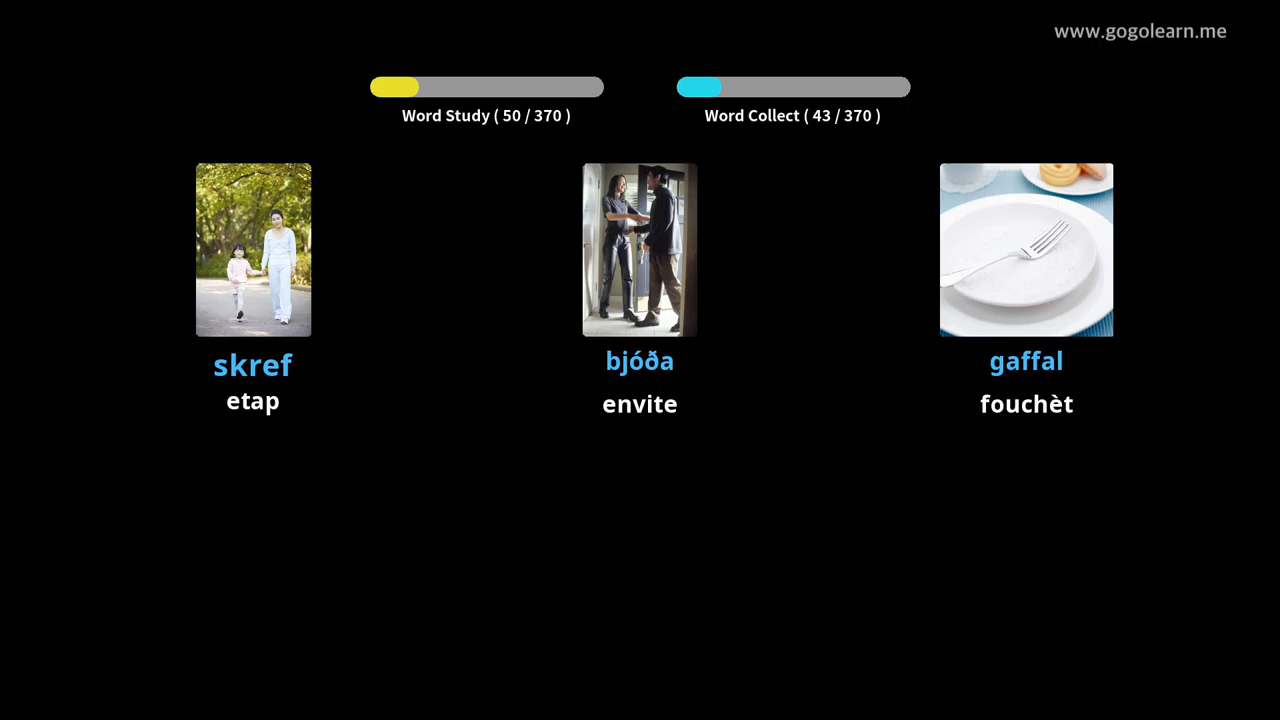 www.gogolearn.me
Word Study ( 50 / 370 )
Word Collect ( 43 / 370 )
skref
etap
bjóða
envite
gaffal
fouchèt